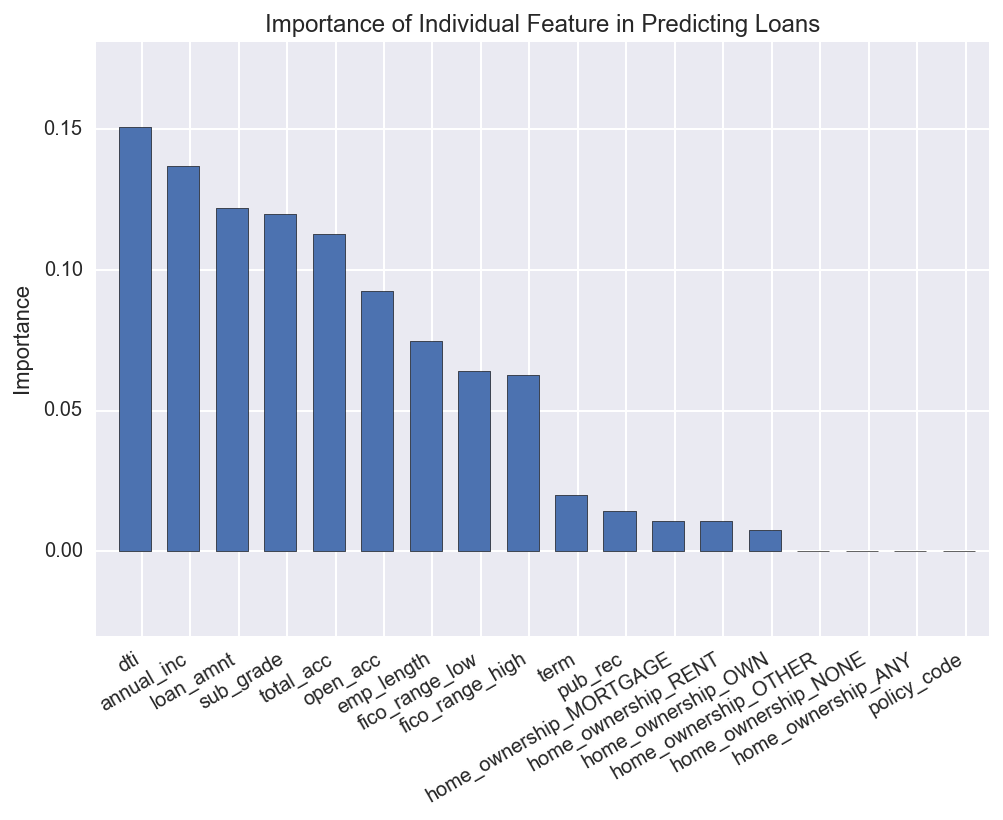 Importance of Individual Feature in Predicting Loans
Importance
0.15
0.10
0.05
0.00
dti
annual_inc
loan_amnt
sub_grade
total_acc
open_acc
emp_length
fico_range_low
fico_range_high
term
pub_rec
home_ownership_MORTGAGE
home_ownership_RENT
home_ownership_OWN
home_ownership_OTHER
home_ownership_NONE
home_ownership_ANY
policy_code